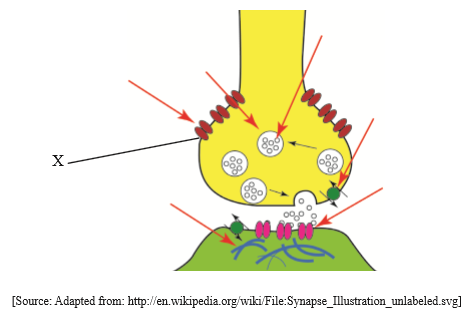 X
[Source: Adapted from: http://en.wikipedia.org/wiki/File:Synapse_Illustration_unlabeled.svg]